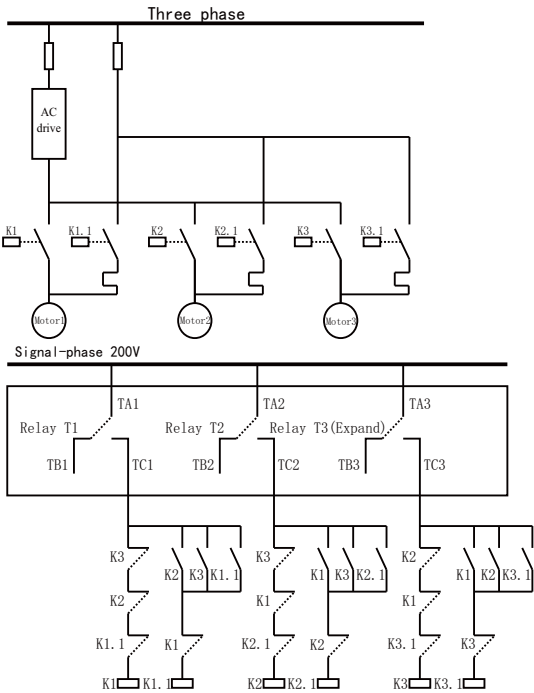 Three phase
AC
drive
K1 K1.1 K2 K2.1 K3 K3.1
Motor1 Motor2 Motor3
Signal-phase 200V
TA1 TA2 TA3
Relay T1 Relay T2 Relay T3(Expand)
TB1 TC1 TB2 TC2 TB3 TC3
K3 K3 K2
K2 K3 K1.1 K1 K3 K2.1 K1 K2 K3.1
K2 K1 K1
K1.1 K1 K2.1 K2 K3.1 K3
K1 K1.1 K2 K2.1 K3 K3.1